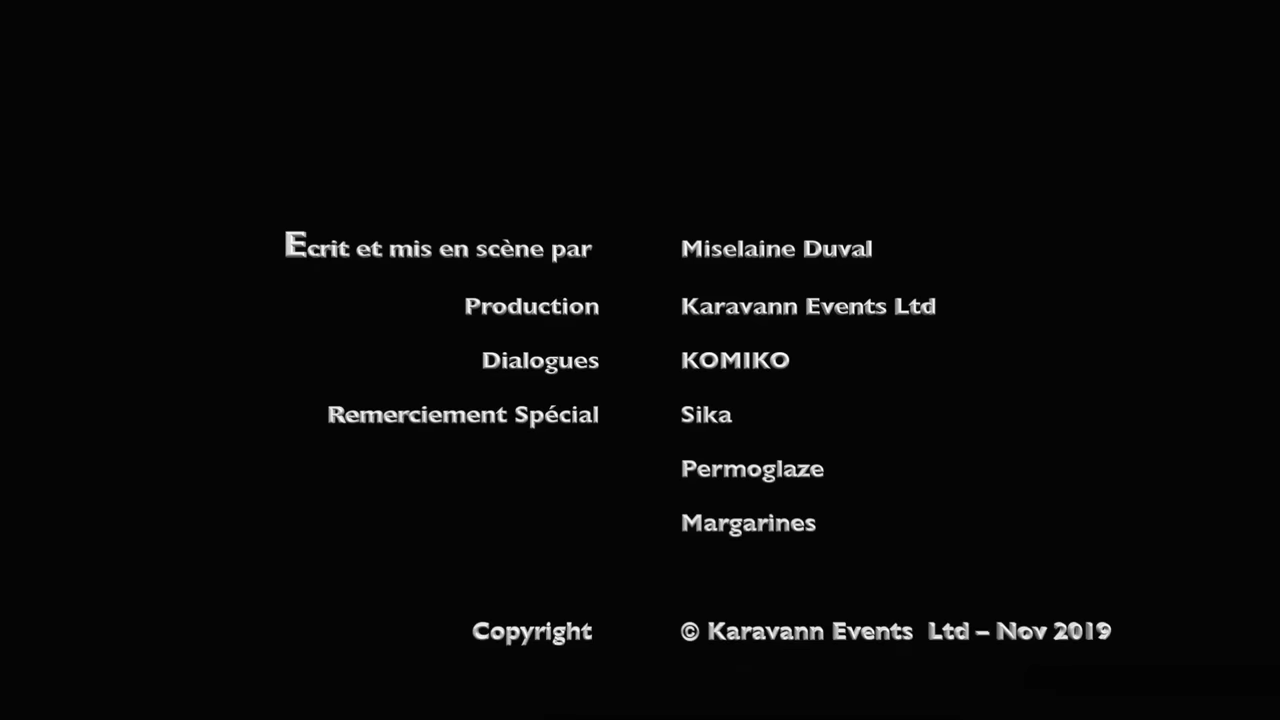 Ecrit et mis en scène par Miselaine Duval
Production Karavann Events Ltd
Dialogues KOMIKO
Remerciement Spécial Sika
Permoglaze
Margarines
Copyright © Karavann Events Ltd – Nov 2019